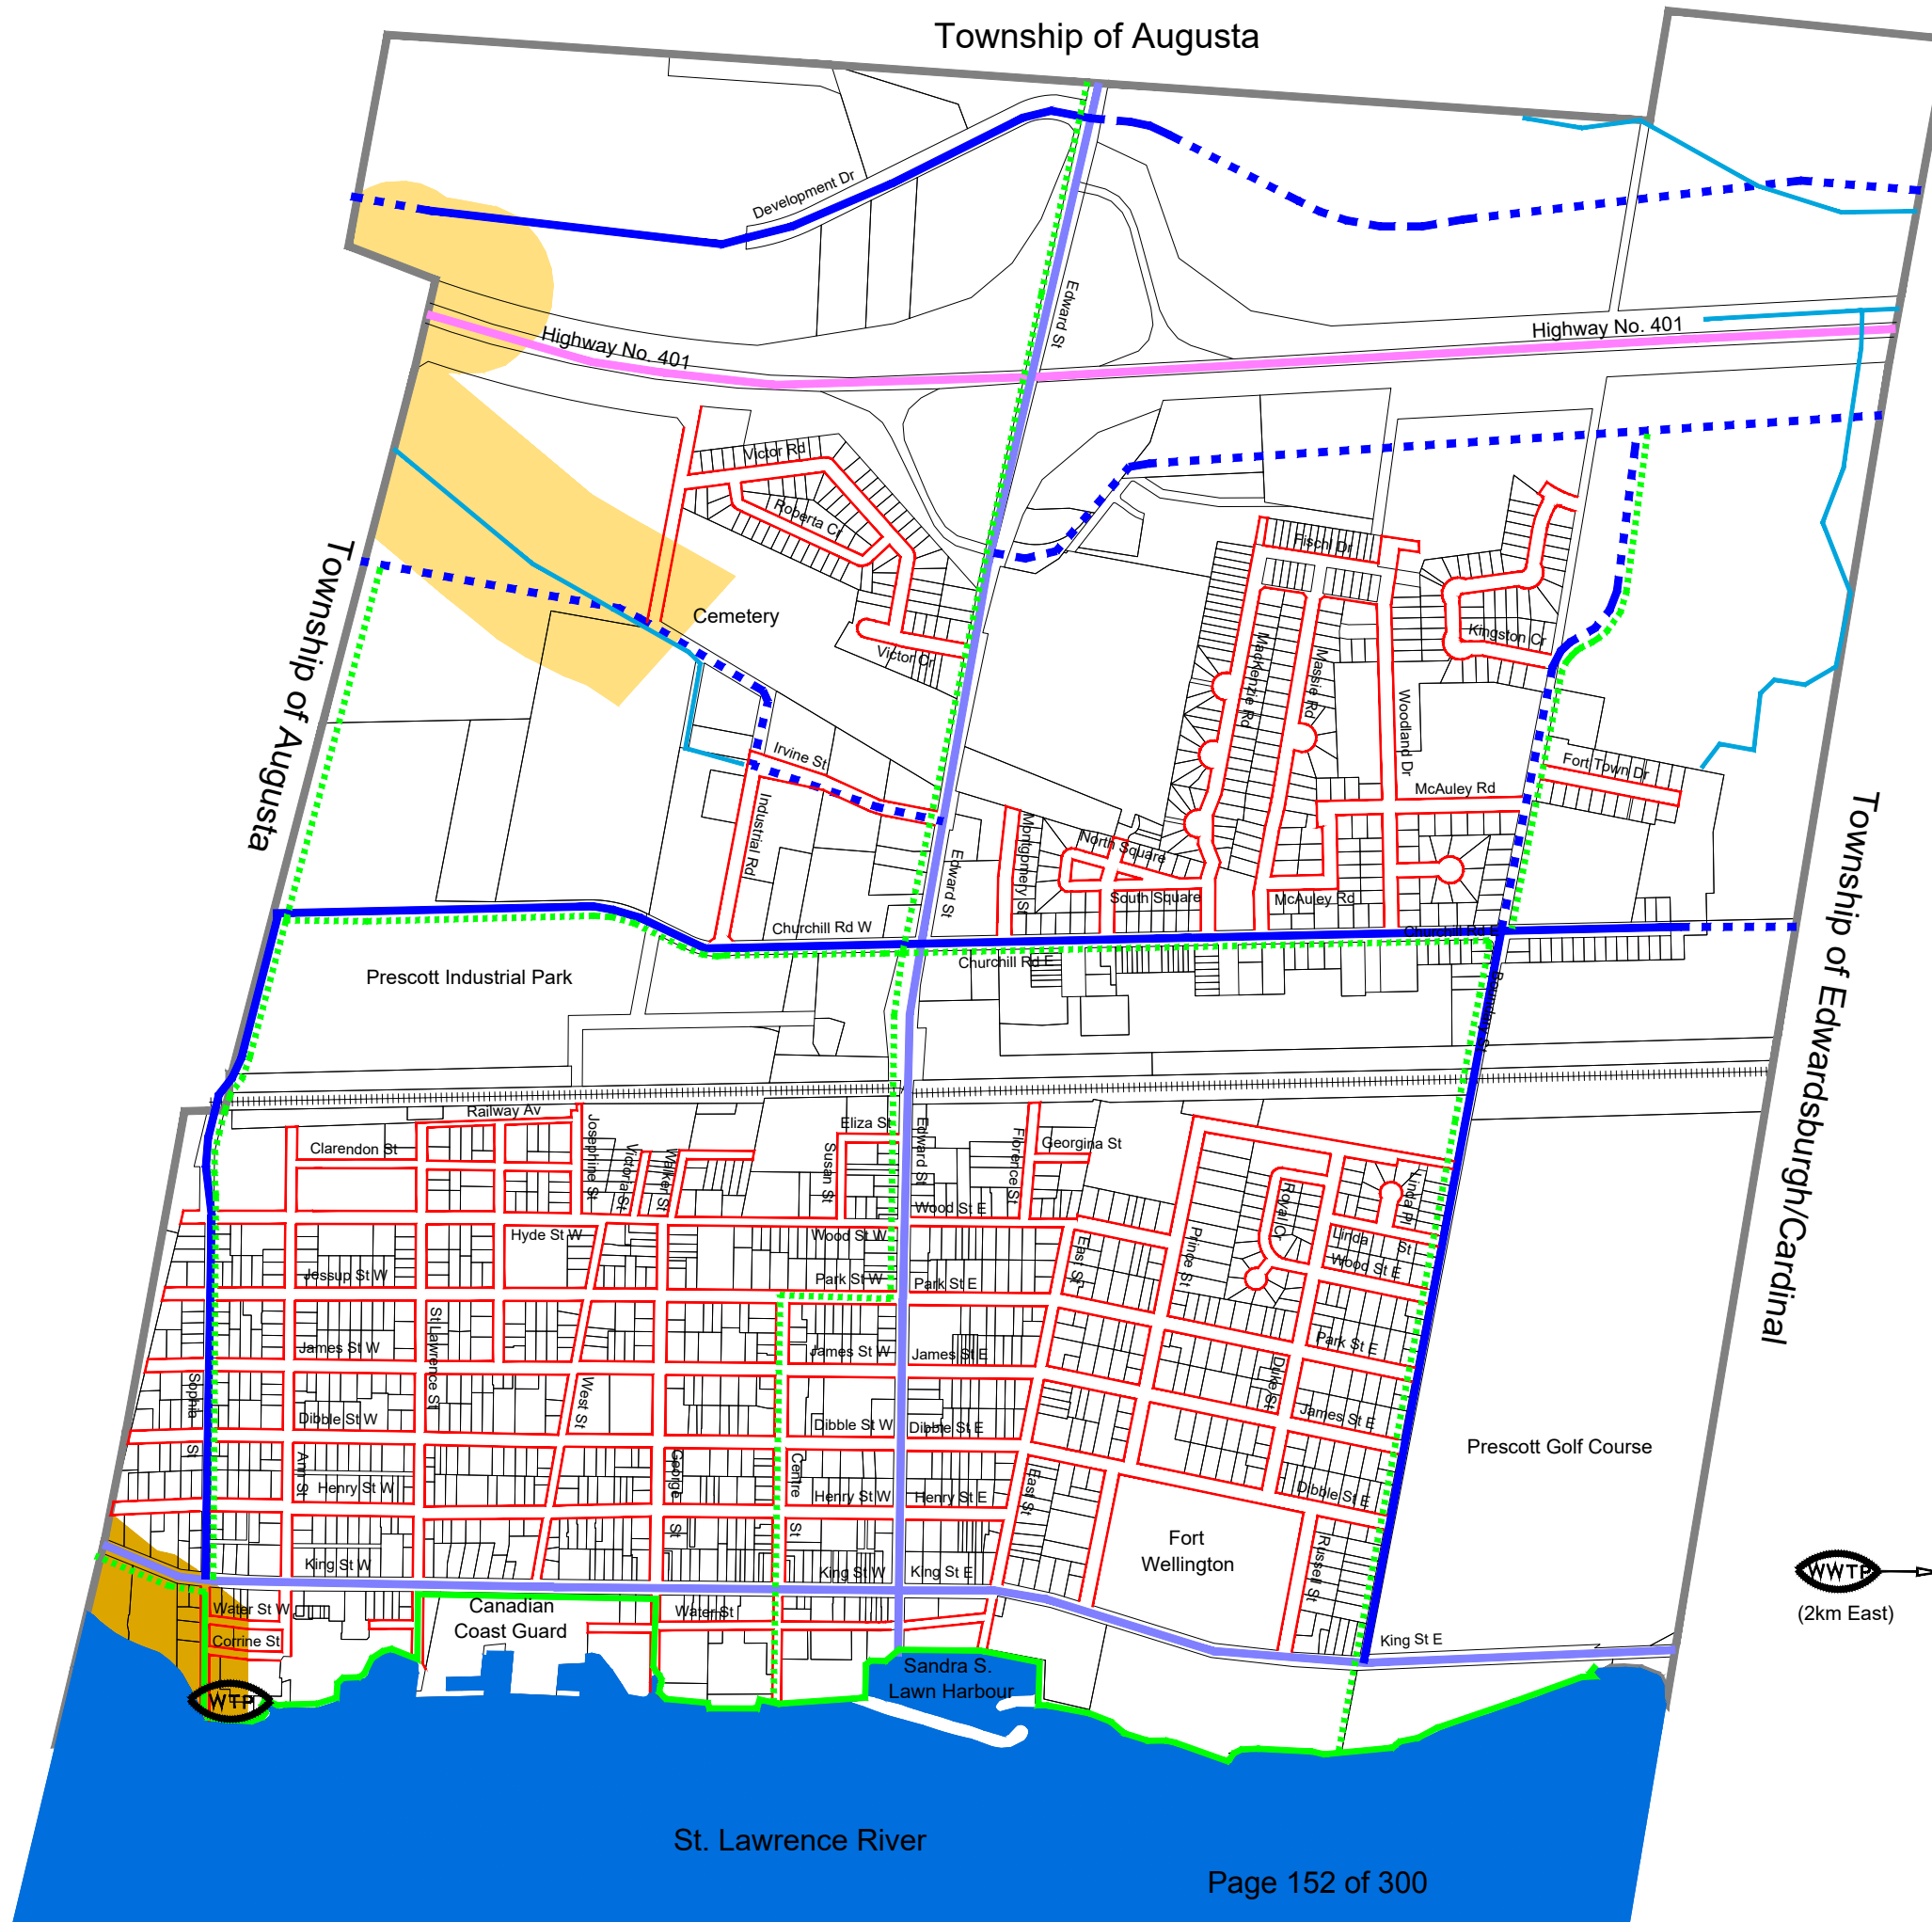 Township of Augusta
Development Dr
Edward St
Highway No. 401
Highway No. 401
Victor Rd
Roberta Cr
Fischl Dr
Township of Augusta
Cemetery
Victor Cr
Kingston Cr
Mackenzie Rd
Massie Rd
Woodland Dr
Irvine St
Fort Town Dr
McAuley Rd
Industrial Rd
Montgomery St
North Square
Edward St
South Square
McAuley Rd
Township of Edwardsburgh/Cardinal
Churchill Rd W
Churchill Rd E
Churchill Rd E
Prescott Industrial Park
Boundary St
Railway Av
Clarendon St
Josephine St
Victoria St
Walker St
Susan St
Eliza St
Edward St
Florence St
Georgina St
Wood St E
Linda Pl
Royal Cr
Hyde St W
Wood St W
East St
Prince St
Linda St
Wood St E
Jessup St W
Park St W
Park St E
St Lawrence St
James St W
James St W
James St E
Park St E
Duke St
Sophia St
West St
Dibble St W
Dibble St W
Dibble St E
James St E
Prescott Golf Course
Ann St
George St
Centre St
Henry St W
Henry St W
Henry St E
East St
Dibble St E
Fort
Wellington
Russell St
King St W
King St W
King St E
WWTP
(2km East)
Water St W
Canadian
Coast Guard
Water St
Corrine St
King St E
Sandra S.
Lawn Harbour
WTP
St. Lawrence River
Page 152 of 300